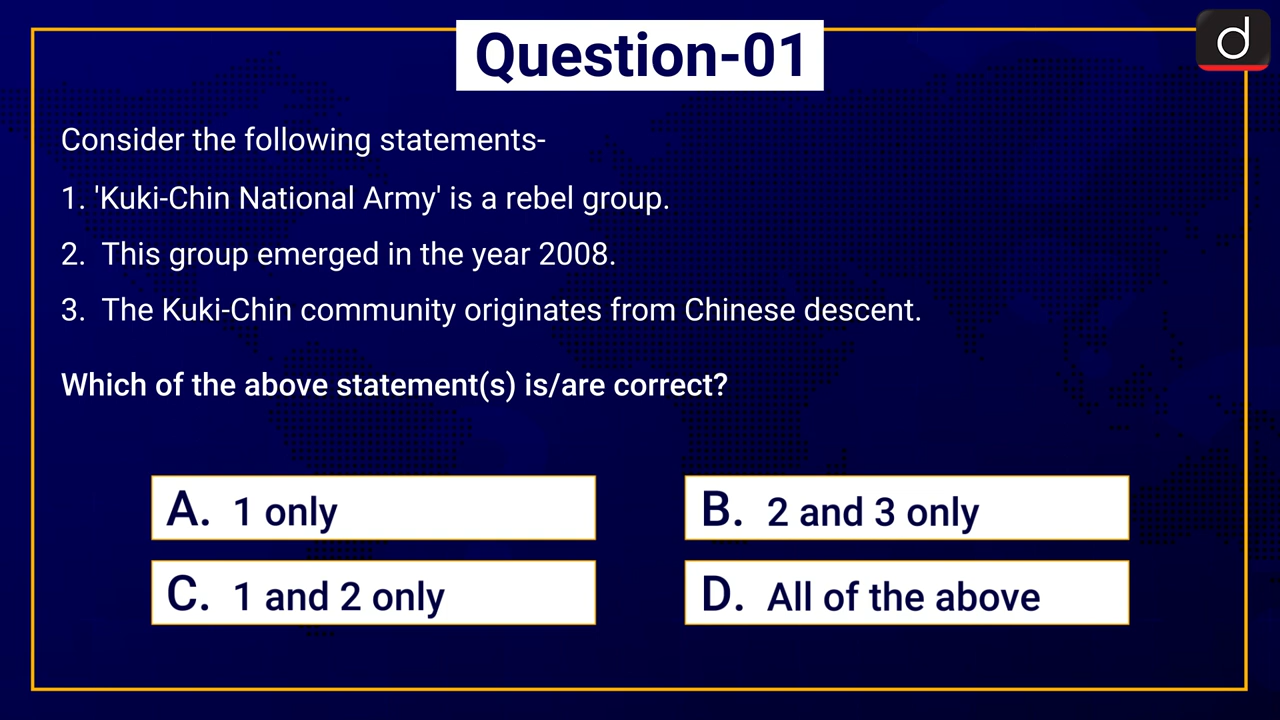 Question-01
d
Consider the following statements-
1. 'Kuki-Chin National Army' is a rebel group.
2. This group emerged in the year 2008.
3. The Kuki-Chin community originates from Chinese descent.
Which of the above statement(s) is/are correct?
A. 1 only
B. 2 and 3 only
C. 1 and 2 only
D. All of the above